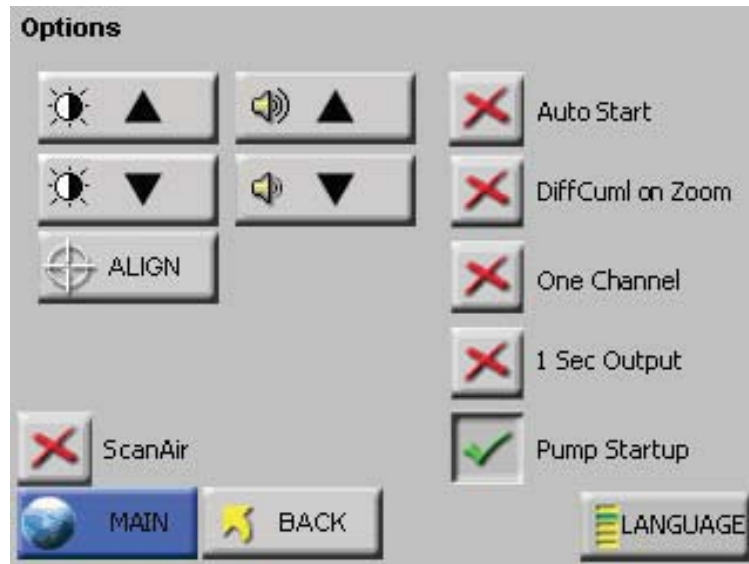 Options
Auto Start
DiffCuml on Zoom
ALIGN
One Channel
1 Sec Output
ScanAir
Pump Startup
MAIN
BACK
LANGUAGE